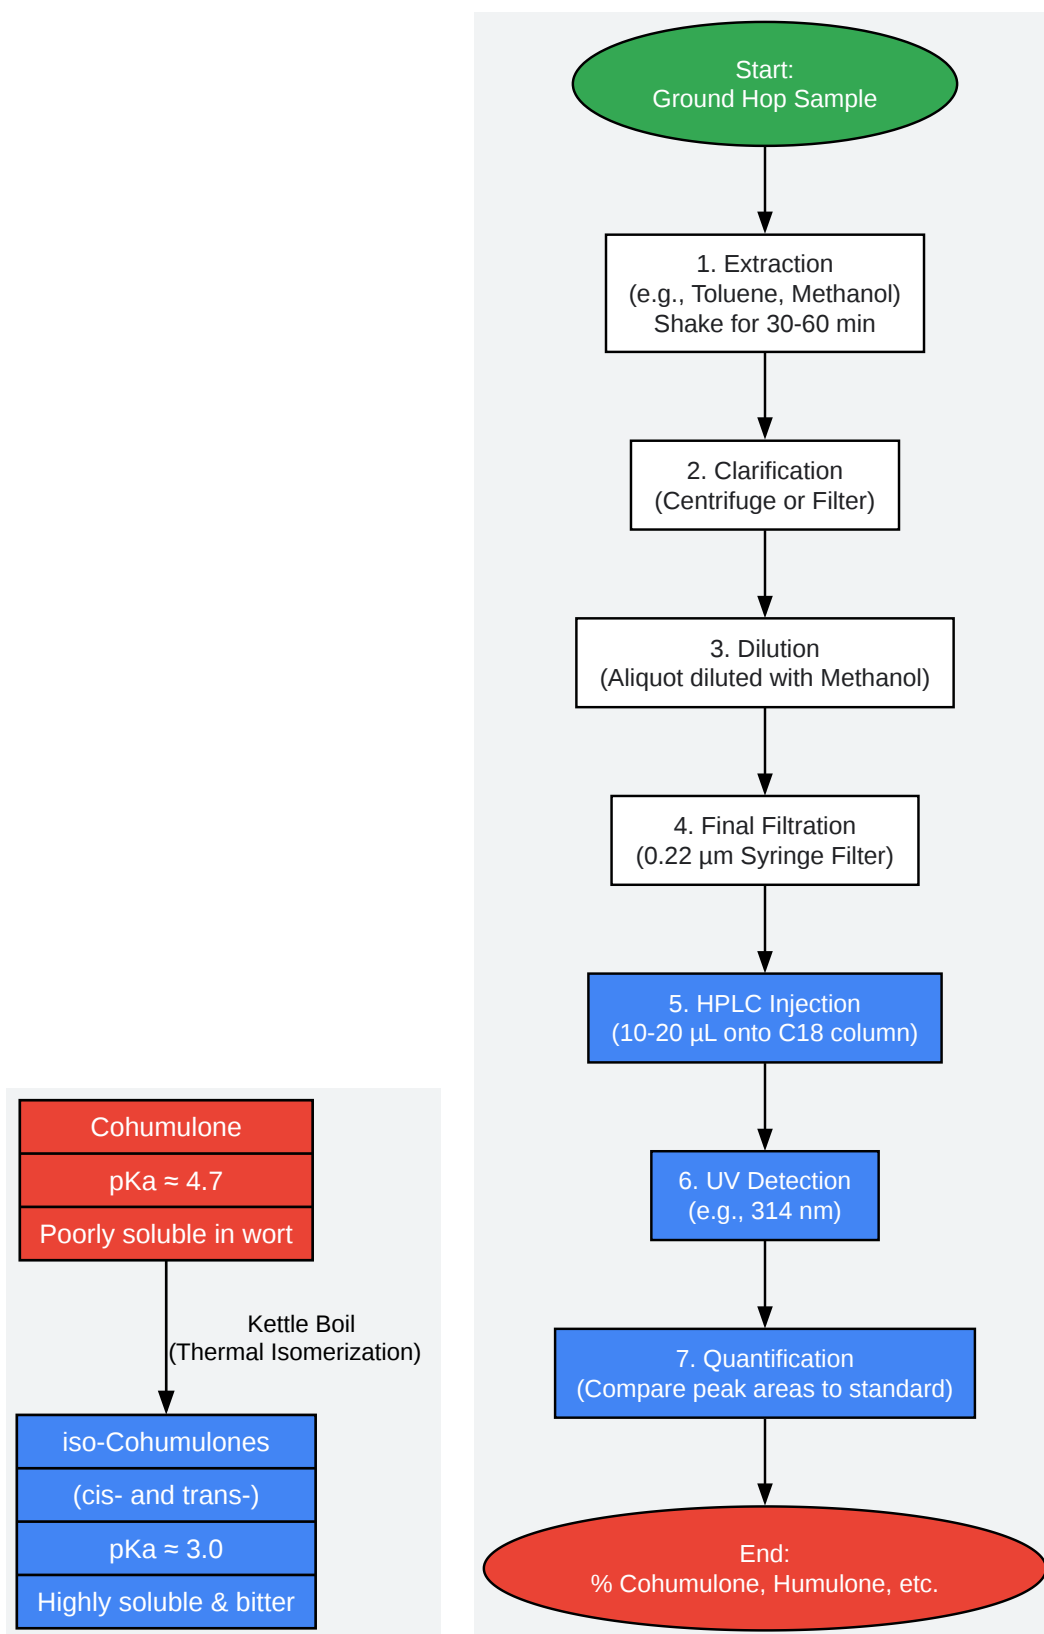 Start:
Ground Hop Sample
1. Extraction
(e.g., Toluene, Methanol)
Shake for 30-60 min
2. Clarification
(Centrifuge or Filter)
3. Dilution
(Aliquot diluted with Methanol)
4. Final Filtration
(0.22 µm Syringe Filter)
5. HPLC Injection
(10-20 µL onto C18 column)
6. UV Detection
(e.g., 314 nm)
7. Quantification
(Compare peak areas to standard)
End:
% Cohumulone, Humulone, etc.
Cohumulone
pKa ≈ 4.7
Poorly soluble in wort
Kettle Boil
(Thermal Isomerization)
iso-Cohumulones
(cis- and trans-)
pKa ≈ 3.0
Highly soluble & bitter